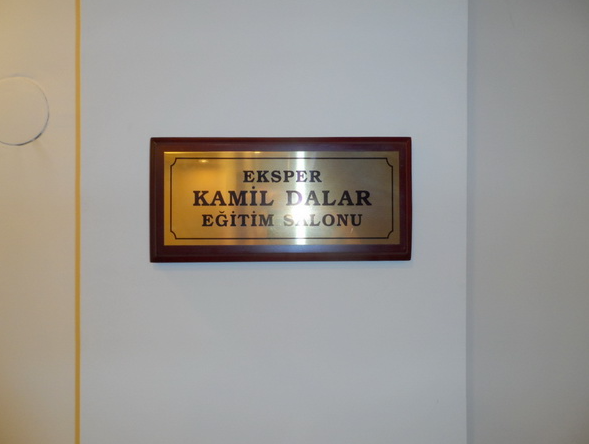 EKSPER
KAMİL DALAR
EĞİTİM SALONU